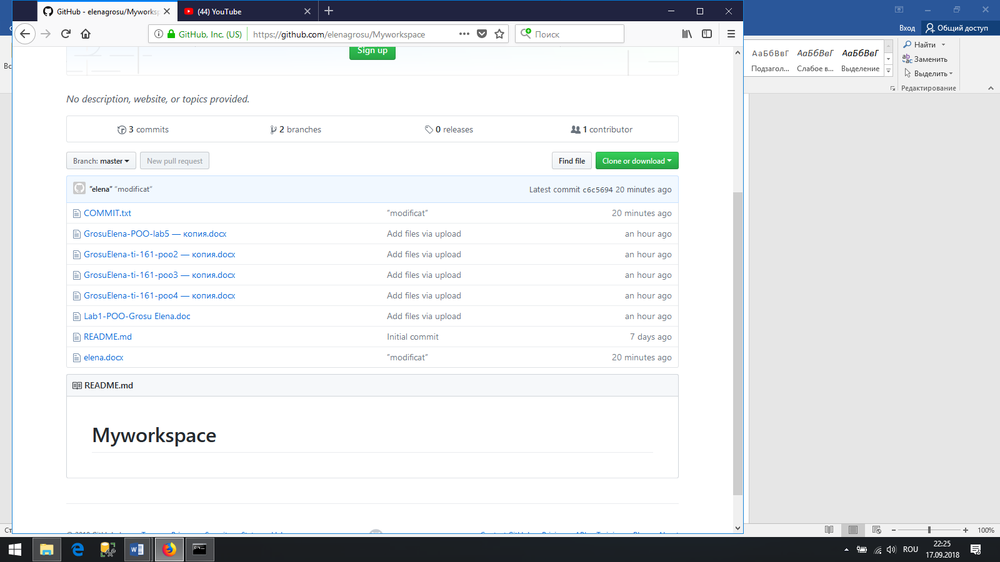 GitHub - elenagrosu/Myworksp
(44) YouTube
GitHub, Inc. (US)
https://github.com/elenagrosu/Myworkspace
Поиск
Вход
Общий доступ
Вс
АаБбВвГ
АаБбВвГ
АаБбВвГ
Подзагол...
Слабое в...
Выделение
Найти
Заменить
Выделить
Редактирование
Sign up
No description, website, or topics provided.
3 commits
2 branches
0 releases
1 contributor
Branch: master
New pull request
Find file
Clone or download
"elena" "modificat"
Latest commit c6c5694 20 minutes ago
COMMIT.txt "modificat" 20 minutes ago
GrosuElena-POO-lab5 — копия.docx Add files via upload an hour ago
GrosuElena-ti-161-poo2 — копия.docx Add files via upload an hour ago
GrosuElena-ti-161-poo3 — копия.docx Add files via upload an hour ago
GrosuElena-ti-161-poo4 — копия.docx Add files via upload an hour ago
Lab1-POO-Grosu Elena.doc Add files via upload an hour ago
README.md Initial commit 7 days ago
elena.docx "modificat" 20 minutes ago
README.md
Myworkspace
Ст
100%
ROU
22:25
17.09.2018